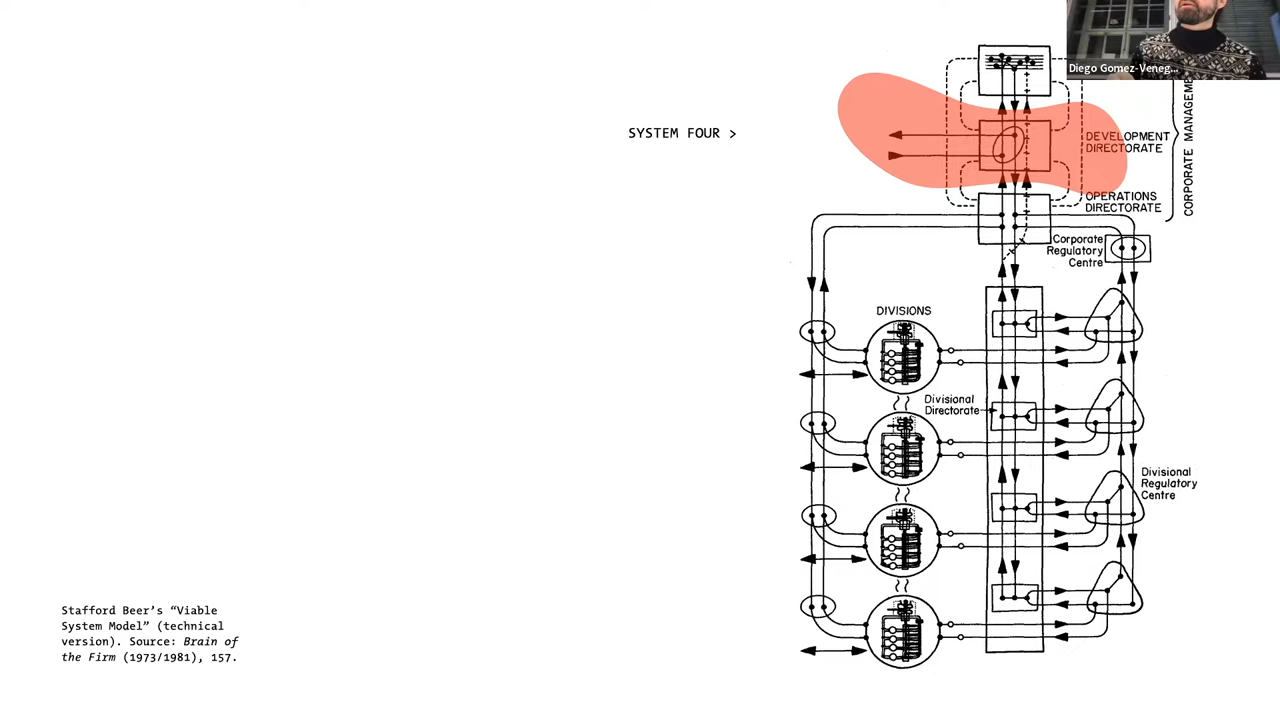 Diego Gomez-Veneg...
SYSTEM FOUR >
DEVELOPMENT
DIRECTORATE
OPERATIONS
DIRECTORATE
CORPORATE MANAGEME
Corporate
Regulatory
Centre
DIVISIONS
Divisional
Directorate
Divisional
Regulatory
Centre
Stafford Beer’s “Viable
System Model” (technical
version). Source: Brain of
the Firm (1973/1981), 157.